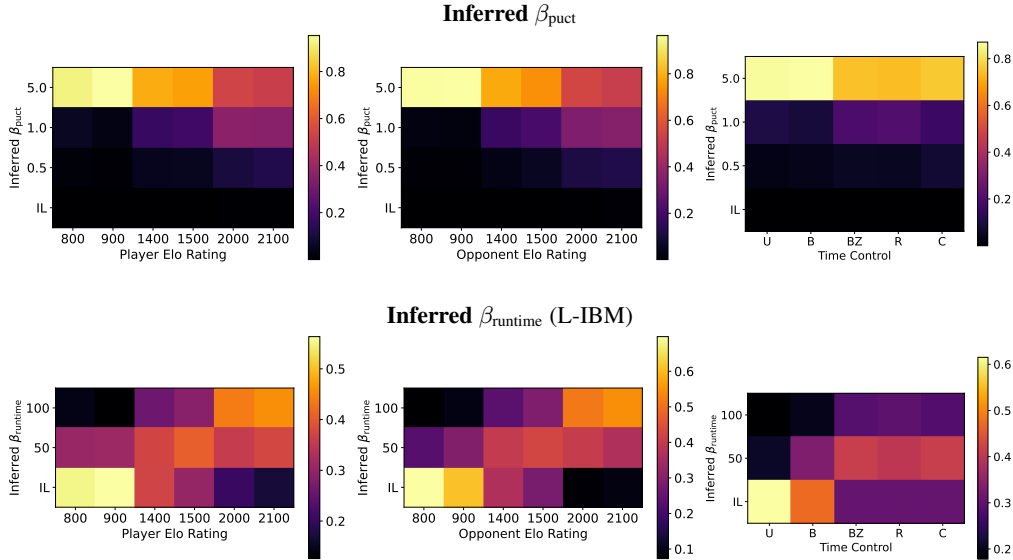 Inferred βpuct
Inferred βpuct
5.0
1.0
0.5
IL
800 900 1400 1500 2000 2100
Player Elo Rating
0.8
0.6
0.4
0.2
Inferred βpuct
5.0
1.0
0.5
IL
800 900 1400 1500 2000 2100
Opponent Elo Rating
0.8
0.6
0.4
0.2
Inferred βpuct
5.0
1.0
0.5
IL
U B BZ R C
Time Control
0.8
0.6
0.4
0.2
Inferred βruntime (L-IBM)
Inferred βruntime
100
50
IL
800 900 1400 1500 2000 2100
Player Elo Rating
0.5
0.4
0.3
0.2
Inferred βruntime
100
50
IL
800 900 1400 1500 2000 2100
Opponent Elo Rating
0.6
0.5
0.4
0.3
0.2
0.1
Inferred βruntime
100
50
IL
U B BZ R C
Time Control
0.6
0.5
0.4
0.3
0.2